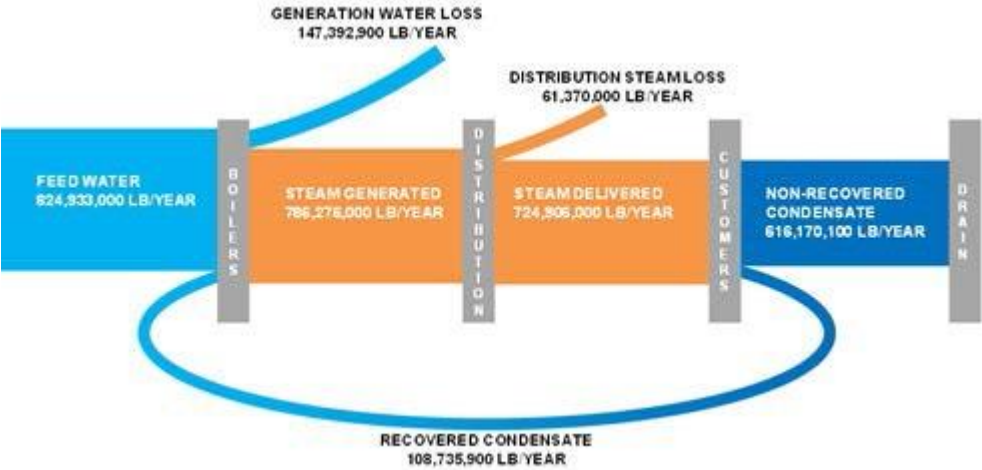 GENERATION WATER LOSS
147,392,900 LB/YEAR
DISTRIBUTION STEAM LOSS
61,370,000 LB/YEAR
FEED WATER
824,933,000 LB/YEAR
BOILERS
STEAM GENERATED
786,276,000 LB/YEAR
DISTRIBUTION
STEAM DELIVERED
724,906,000 LB/YEAR
CUSTOMERS
NON-RECOVERED
CONDENSATE
616,170,100 LB/YEAR
DRAIN
RECOVERED CONDENSATE
108,735,900 LB/YEAR